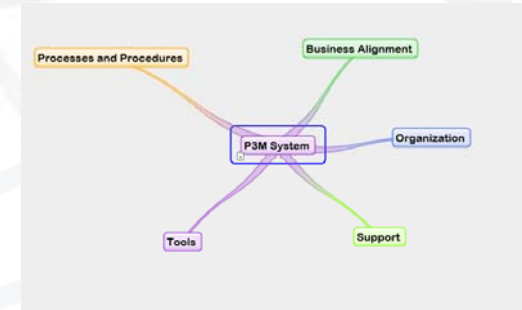 Business Alignment
Processes and Procedures
Organization
P3M System
Support
Tools